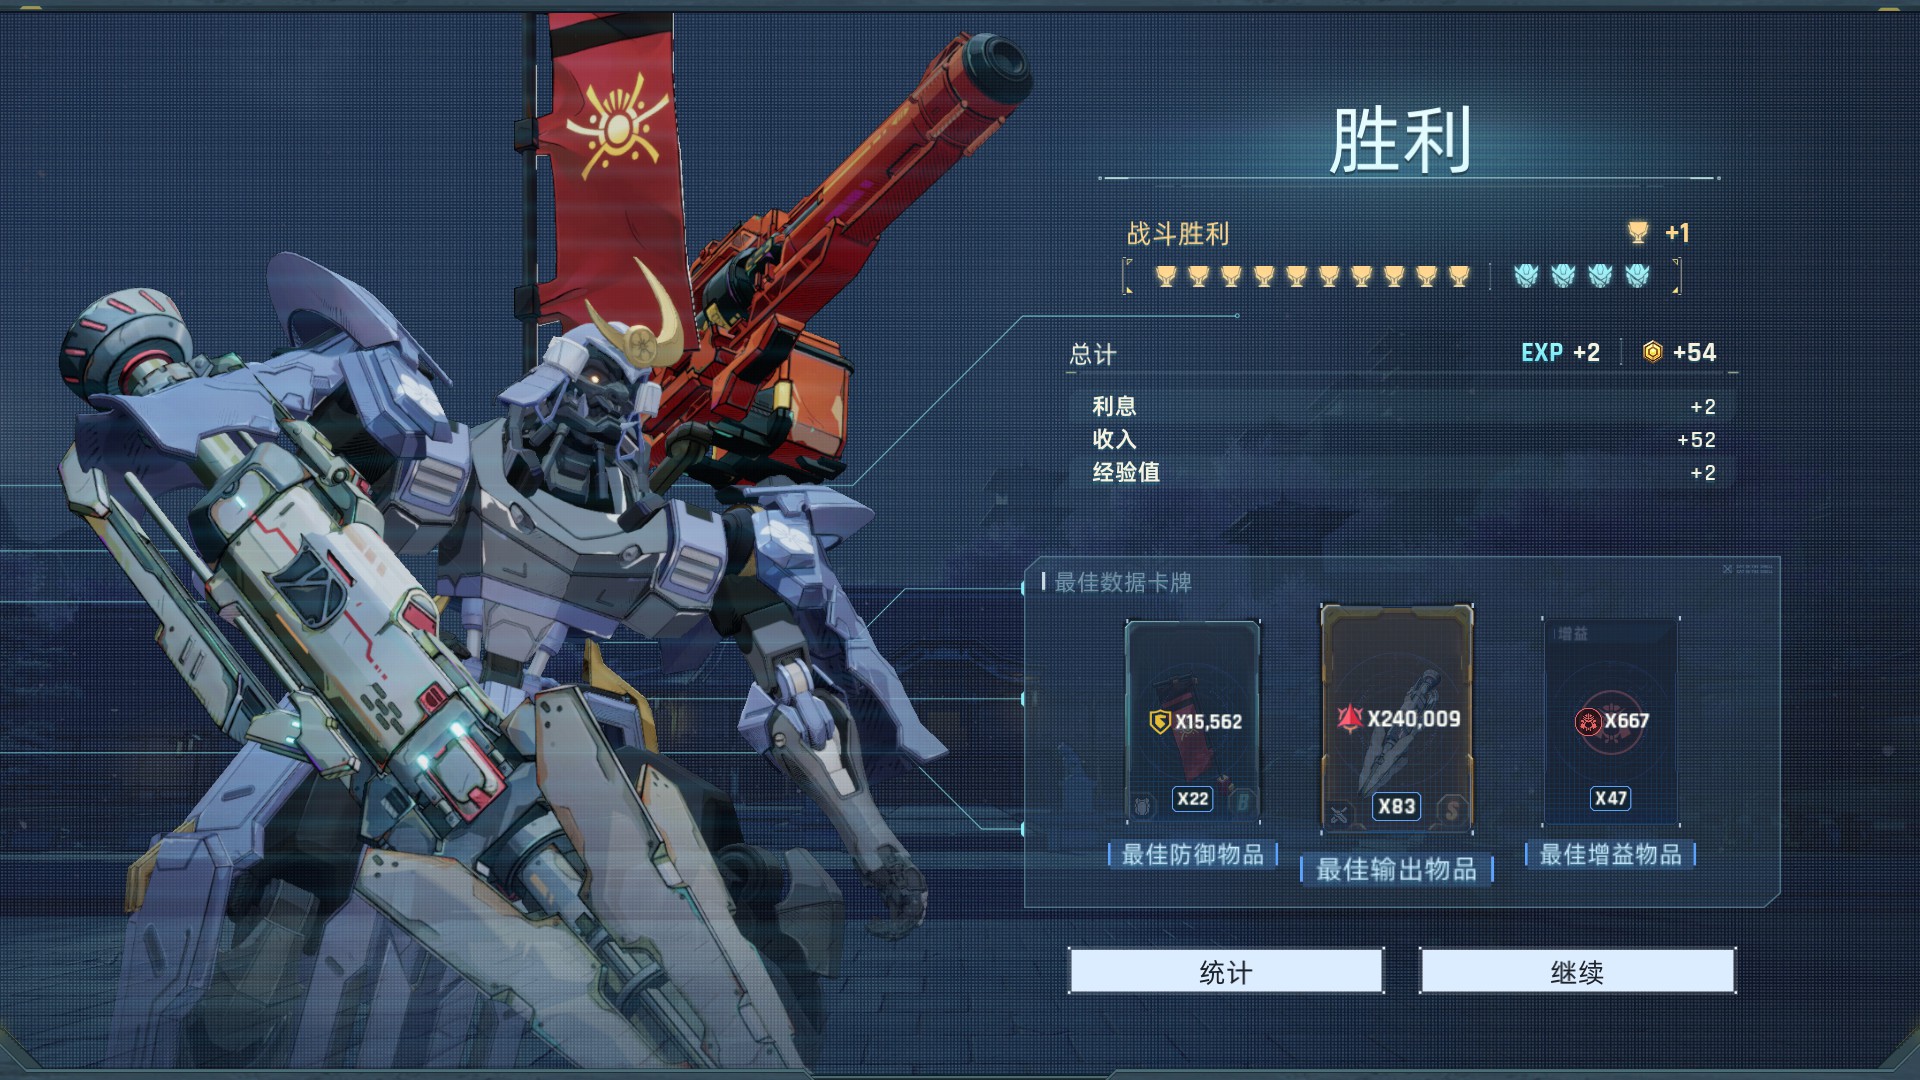 胜利
战斗胜利 +1
总计 EXP +2 +54
利息 +2
收入 +52
经验值 +2
最佳数据卡牌
增益
X15,562 X240,009 X667
X22 X83 X47
B S
最佳防御物品 最佳输出物品 最佳增益物品
统计 继续